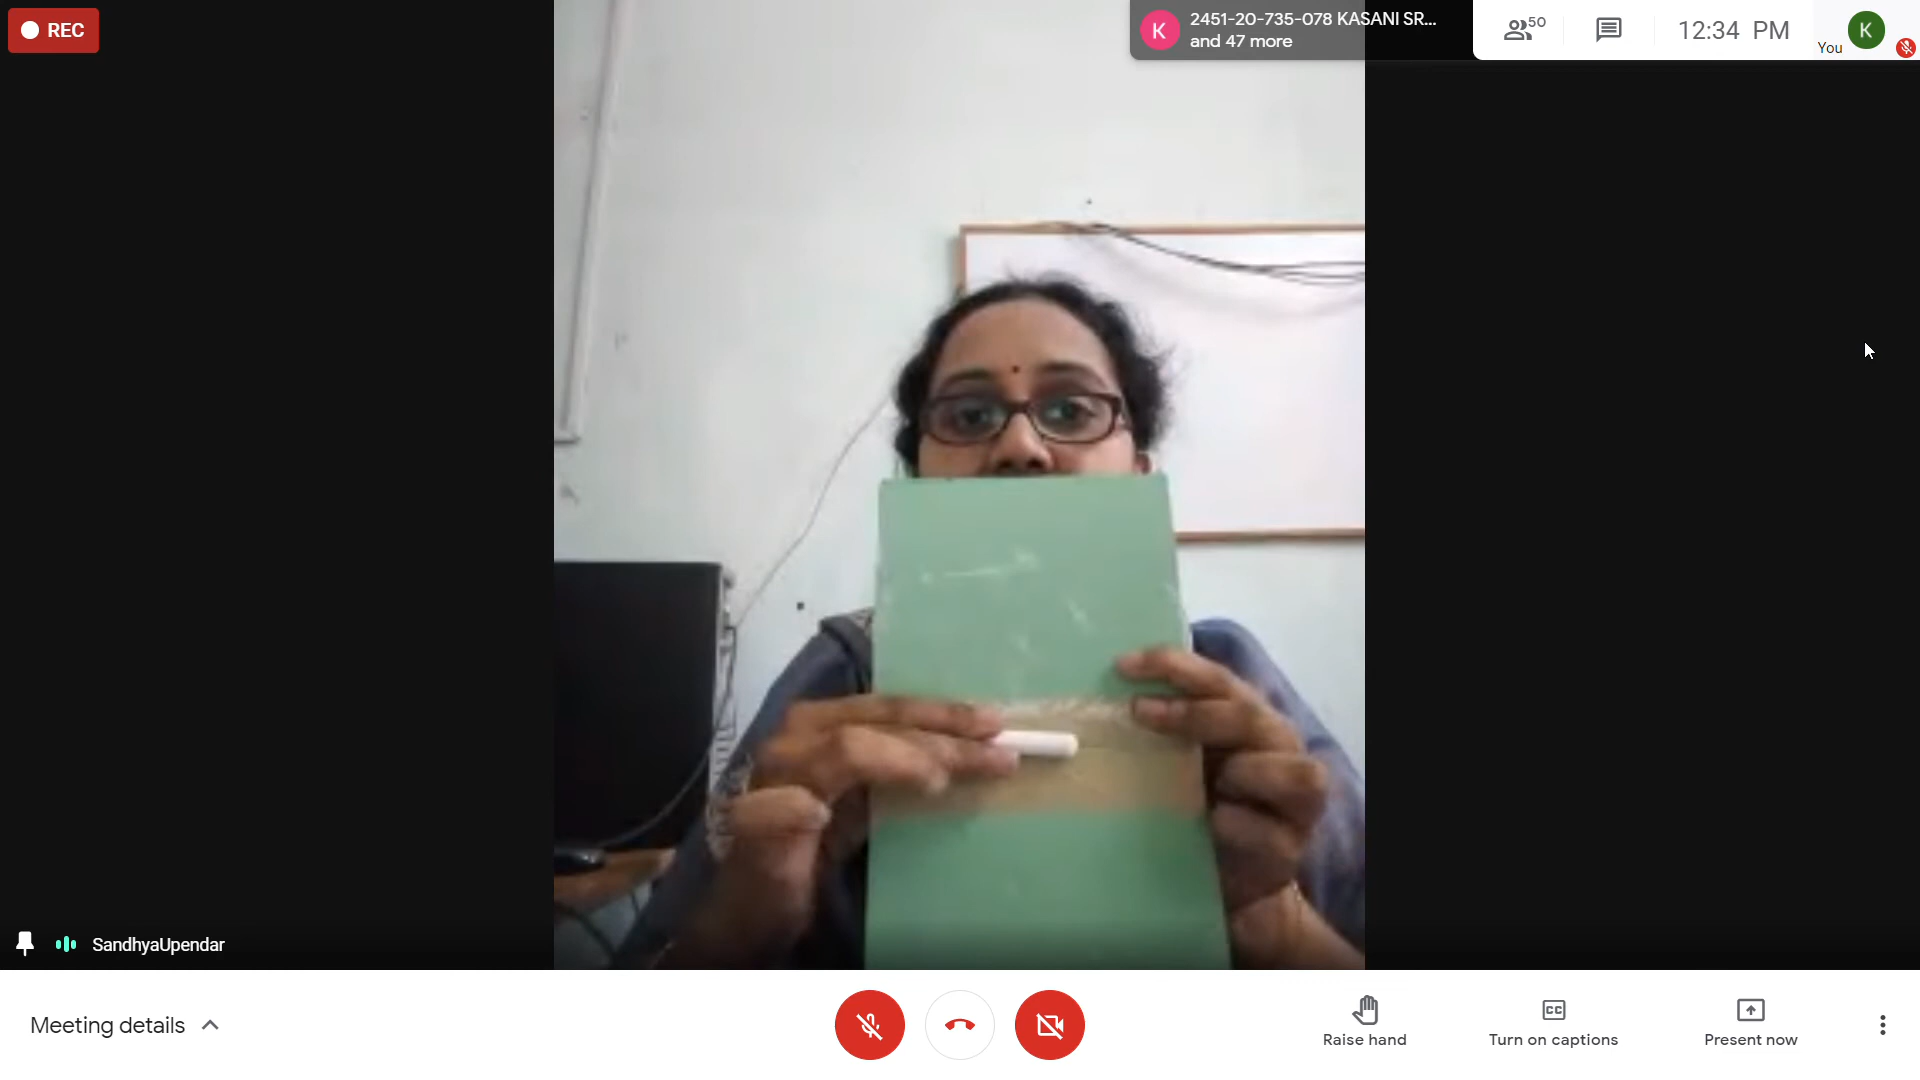 REC
K
2451-20-735-078 KASANI SR...
and 47 more
50
12:34 PM
You
K
SandhyaUpendar
Meeting details
Raise hand
CC
Turn on captions
Present now